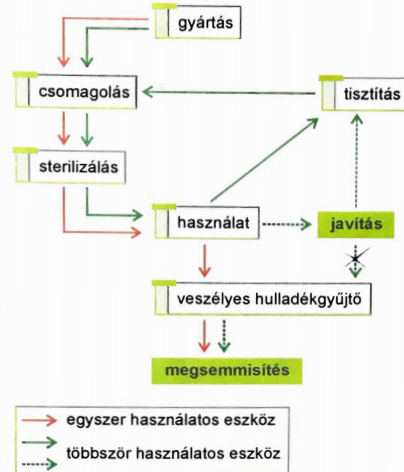 gyártás
csomagolás
tisztítás
sterilizálás
használat
javítás
veszélyes hulladékgyűjtő
megsemmisítés
egyszer használatos eszköz
többször használatos eszköz